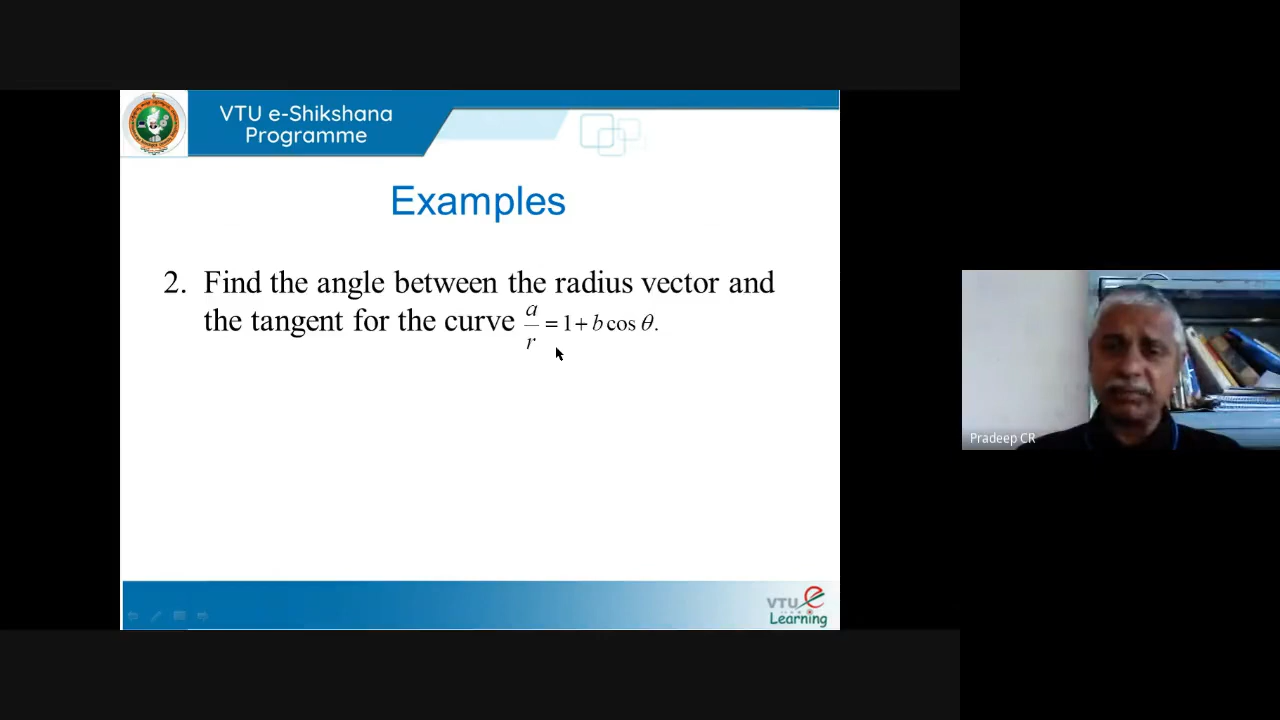 VTU e-Shikshana
Programme
Examples
2. Find the angle between the radius vector and
the tangent for the curve a/r = 1 + b cos θ.
Pradeep CR
VTU e
Learning